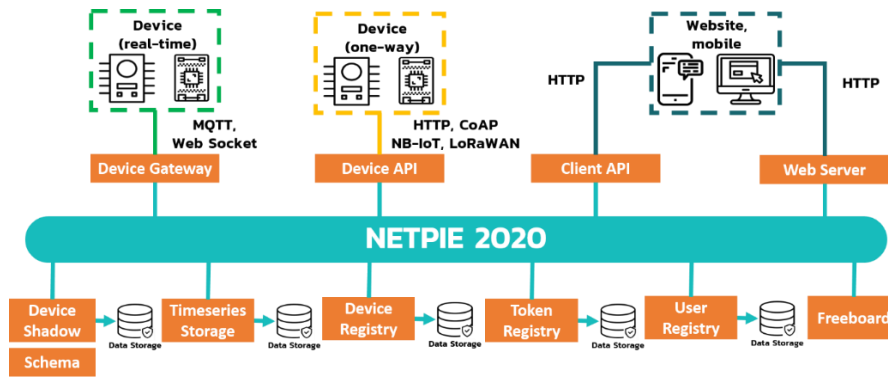 Device
(real-time)
Device
(one-way)
Website,
mobile
HTTP
HTTP
MQTT,
Web Socket
HTTP, CoAP
NB-IoT, LoRaWAN
Device Gateway
Device API
Client API
Web Server
NETPIE 2020
Device
Shadow
Data Storage
Timeseries
Storage
Data Storage
Device
Registry
Data Storage
Token
Registry
Data Storage
User
Registry
Data Storage
Freeboard
Schema